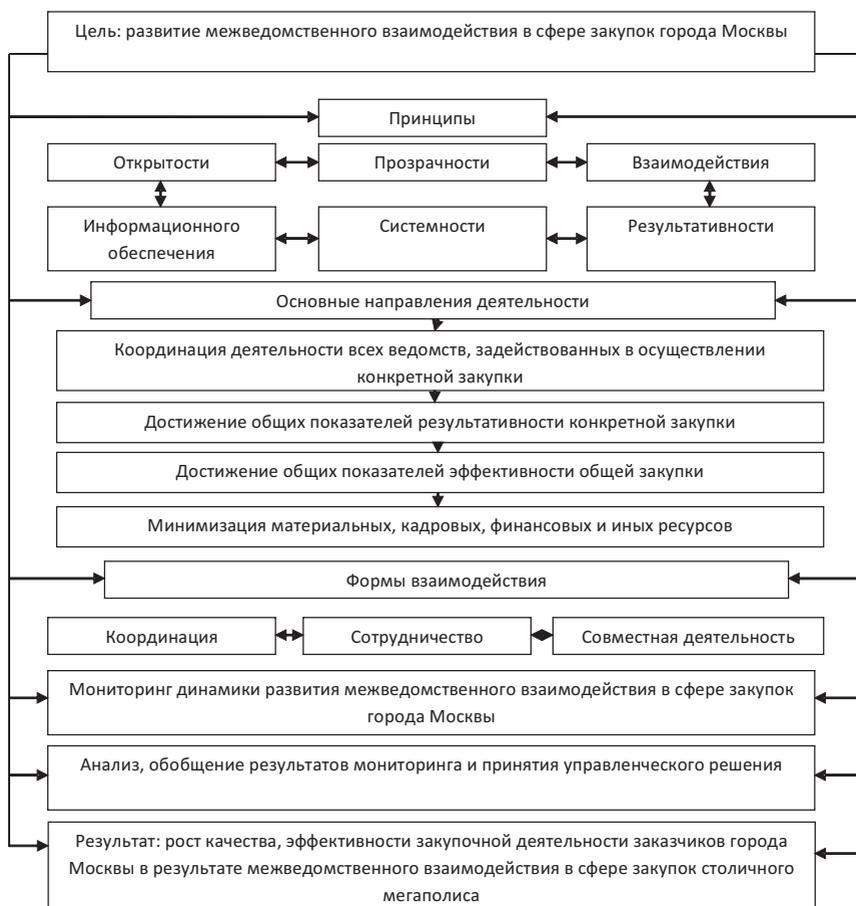 Цель: развитие межведомственного взаимодействия в сфере закупок города Москвы
Принципы
Открытости
Прозрачности
Взаимодействия
Информационного
обеспечения
Системности
Результативности
Основные направления деятельности
Координация деятельности всех ведомств, задействованных в осуществлении
конкретной закупки
Достижение общих показателей результативности конкретной закупки
Достижение общих показателей эффективности общей закупки
Минимизация материальных, кадровых, финансовых и иных ресурсов
Формы взаимодействия
Координация
Сотрудничество
Совместная деятельность
Мониторинг динамики развития межведомственного взаимодействия в сфере закупок
города Москвы
Анализ, обобщение результатов мониторинга и принятия управленческого решения
Результат: рост качества, эффективности закупочной деятельности заказчиков города
Москвы в результате межведомственного взаимодействия в сфере закупок столичного
мегаполиса